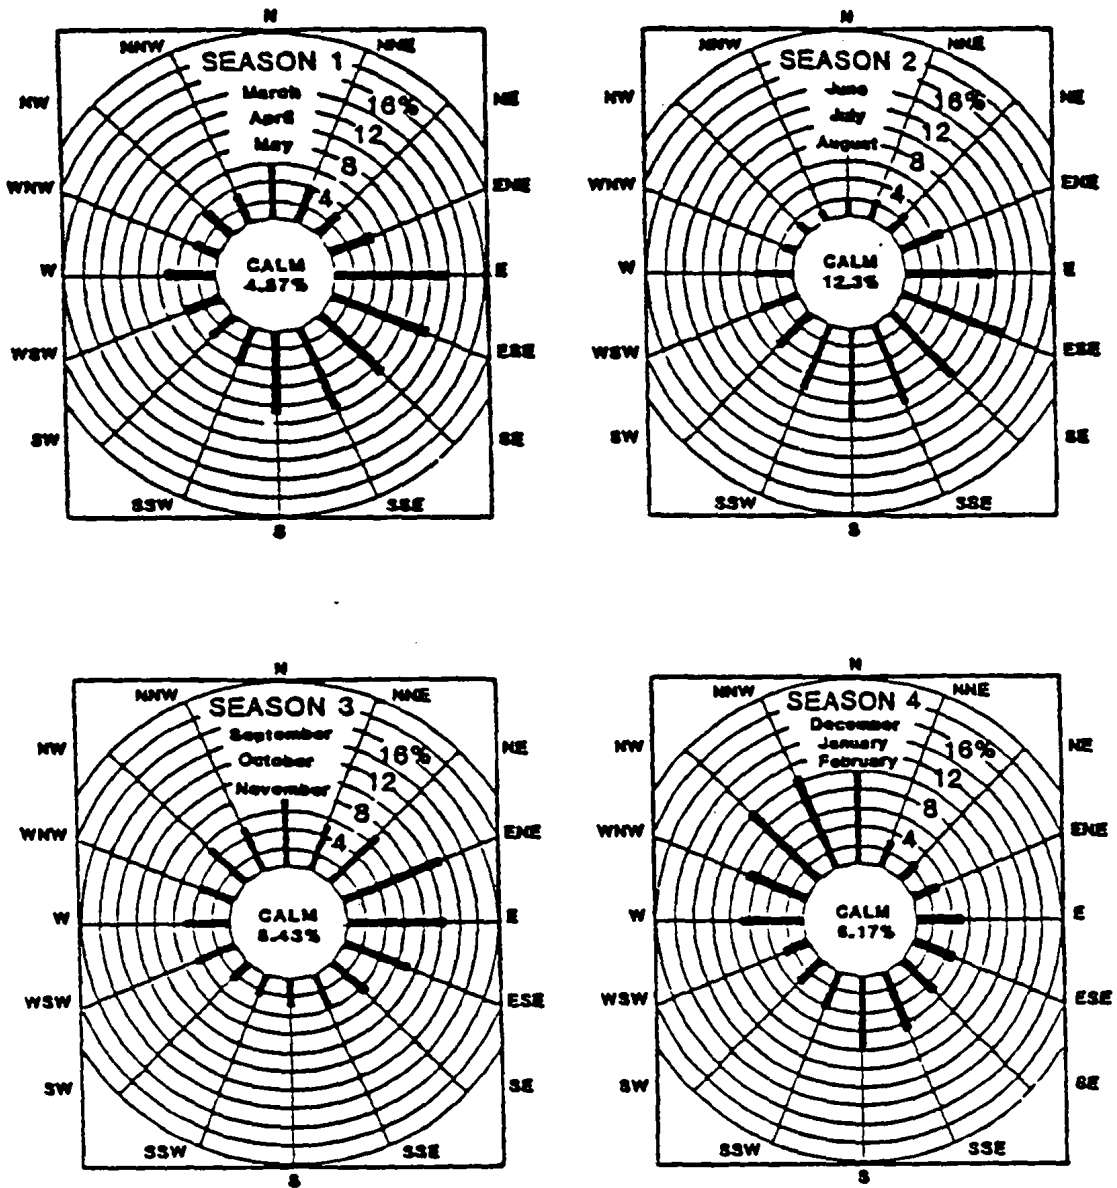 N
NNW NNE
SEASON 1
March
April
May
16%
12
8
4
NW NE
WNW ENE
W E
CALM
4.87%
WSW ESE
SW SE
SSW SSE
S
N
NNW NNE
SEASON 2
June
July
August
16%
12
8
4
NW NE
WNW ENE
W E
CALM
12.3%
WSW ESE
SW SE
SSW SSE
S
N
NNW NNE
SEASON 3
September
October
November
16%
12
8
4
NW NE
WNW ENE
W E
CALM
WSW ESE
SW SE
SSW SSE
S
N
NNW NNE
SEASON 4
December
January
February
16%
12
8
4
NW NE
WNW ENE
W E
CALM
6.17%
WSW ESE
SW SE
SSW SSE
S